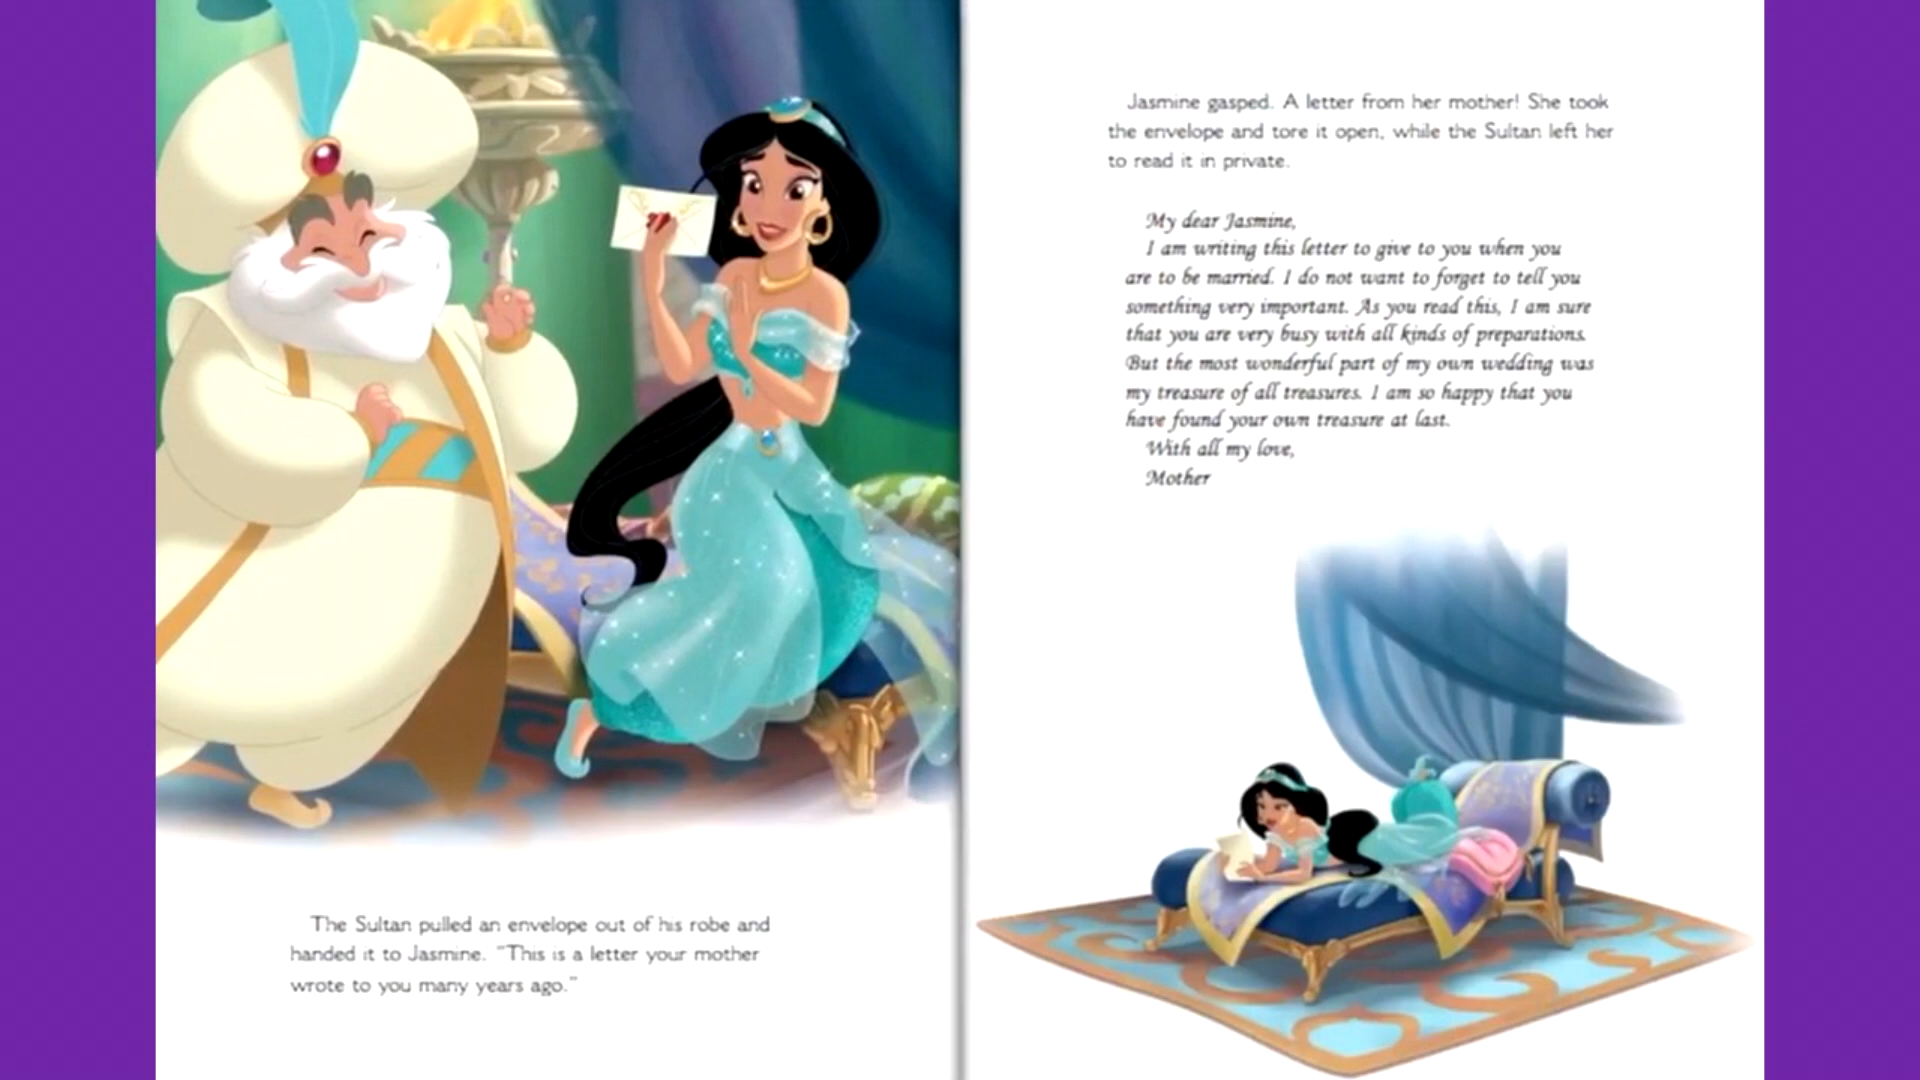 The Sultan pulled an envelope out of his robe and
handed it to Jasmine. "This is a letter your mother
wrote to you many years ago."
Jasmine gasped. A letter from her mother! She took
the envelope and tore it open, while the Sultan left her
to read it in private.
My dear Jasmine,
I am writing this letter to give to you when you
are to be married. I do not want to forget to tell you
something very important. As you read this, I am sure
that you are very busy with all kinds of preparations.
But the most wonderful part of my own wedding was
my treasure of all treasures. I am so happy that you
have found your own treasure at last.
With all my love,
Mother